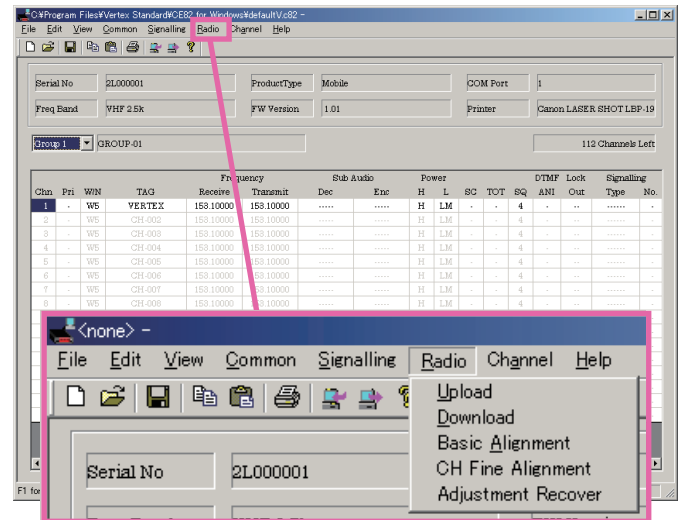 C:¥Program Files¥Vertex Standard¥CE82 for Windows¥defaultV.c82 -
File Edit View Common Signalling Radio Channel Help
Serial No 2L000001 ProductType Mobile COM Port 1
Freq Band VHF 2.5k FW Version 1.01 Printer Canon LASER SHOT LBP-19
Group 1 GROUP-01 112 Channels Left
Frequency Sub Audio Power DTMF Lock Signalling
Chn Pri W/N TAG Receive Transmit Dec Enc H L SC TOT SQ ANI Out Type No.
1 - W5 VERTEX 153.10000 153.10000 ----- ----- H LM - - 4 - -- ------ -
2 - W5 CH-002 153.10000 153.10000 ----- ----- H LM - - 4 - -- ------ -
3 - W5 CH-003 153.10000 153.10000 ----- ----- H LM - - 4 - -- ------ -
4 - W5 CH-004 153.10000 153.10000 ----- ----- H LM - - 4 - -- ------ -
5 - W5 CH-005 153.10000 153.10000 ----- ----- H LM - - 4 - -- ------ -
6 - W5 CH-006 153.10000 153.10000 ----- ----- H LM - - 4 - -- ------ -
7 - W5 CH-007 153.10000 153.10000 ----- ----- H LM - - 4 - -- ------ -
8 - W5 CH-008 153.10000 153.10000 ----- ----- H LM - - 4 - -- ------ -
<none> -
File Edit View Common Signalling Radio Channel Help
Upload
Download
Basic Alignment
CH Fine Alignment
Adjustment Recover
Serial No 2L000001
F1 for